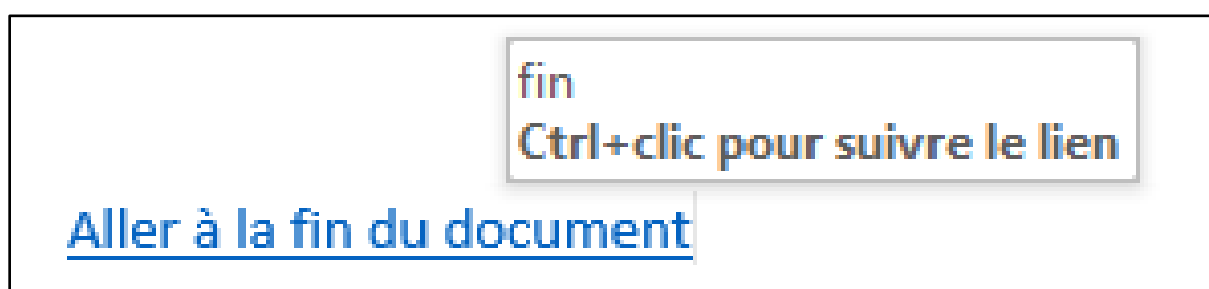 fin
Ctrl+clic pour suivre le lien
Aller à la fin du document